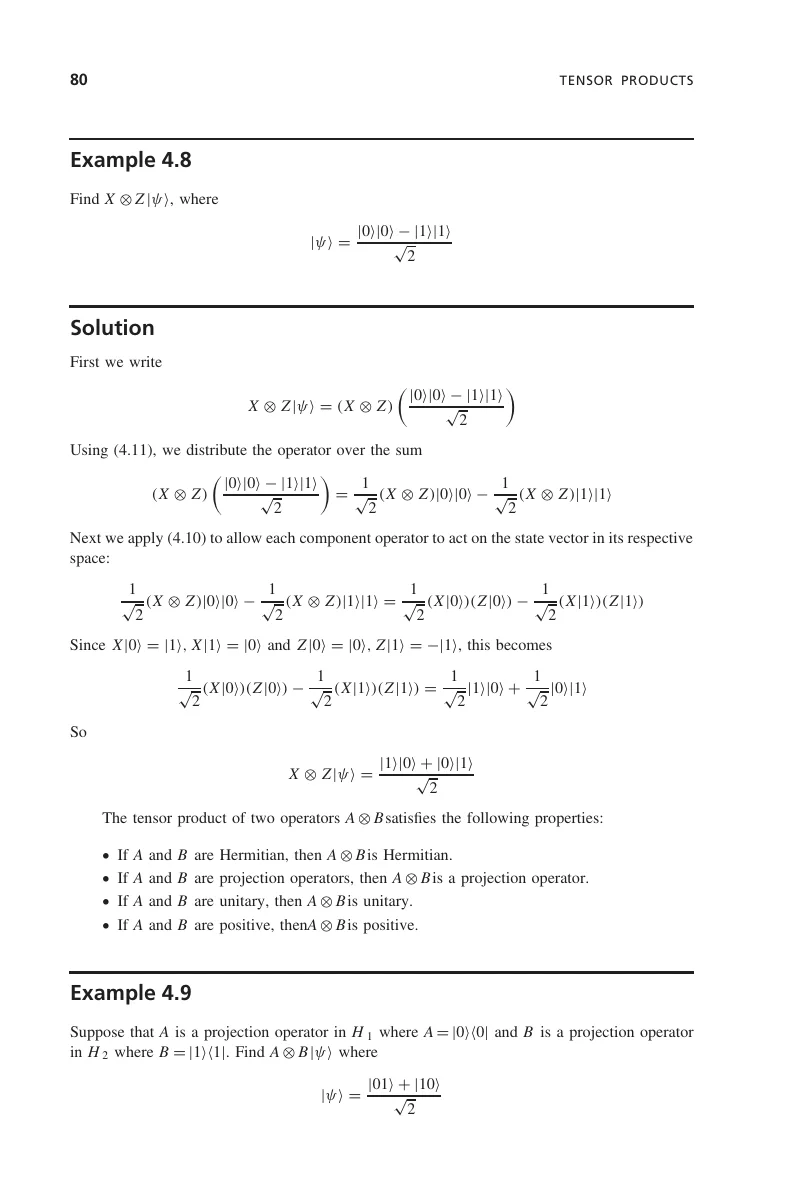 80 TENSOR PRODUCTS
Example 4.8
Find X ⊗ Z|ψ⟩, where
|ψ⟩ = (|0⟩|0⟩ − |1⟩|1⟩)/√2
Solution
First we write
X ⊗ Z|ψ⟩ = (X ⊗ Z) ( (|0⟩|0⟩ − |1⟩|1⟩)/√2 )
Using (4.11), we distribute the operator over the sum
(X ⊗ Z) ( (|0⟩|0⟩ − |1⟩|1⟩)/√2 ) = 1/√2 (X ⊗ Z)|0⟩|0⟩ − 1/√2 (X ⊗ Z)|1⟩|1⟩
Next we apply (4.10) to allow each component operator to act on the state vector in its respective
space:
1/√2 (X ⊗ Z)|0⟩|0⟩ − 1/√2 (X ⊗ Z)|1⟩|1⟩ = 1/√2 (X|0⟩)(Z|0⟩) − 1/√2 (X|1⟩)(Z|1⟩)
Since X|0⟩ = |1⟩, X|1⟩ = |0⟩ and Z|0⟩ = |0⟩, Z|1⟩ = −|1⟩, this becomes
1/√2 (X|0⟩)(Z|0⟩) − 1/√2 (X|1⟩)(Z|1⟩) = 1/√2 |1⟩|0⟩ + 1/√2 |0⟩|1⟩
So
X ⊗ Z|ψ⟩ = (|1⟩|0⟩ + |0⟩|1⟩)/√2
The tensor product of two operators A ⊗ Bsatisfies the following properties:
• If A and B are Hermitian, then A ⊗ Bis Hermitian.
• If A and B are projection operators, then A ⊗ Bis a projection operator.
• If A and B are unitary, then A ⊗ Bis unitary.
• If A and B are positive, thenA ⊗ Bis positive.
Example 4.9
Suppose that A is a projection operator in H₁ where A = |0⟩⟨0| and B is a projection operator
in H₂ where B = |1⟩⟨1|. Find A ⊗ B|ψ⟩ where
|ψ⟩ = (|01⟩ + |10⟩)/√2